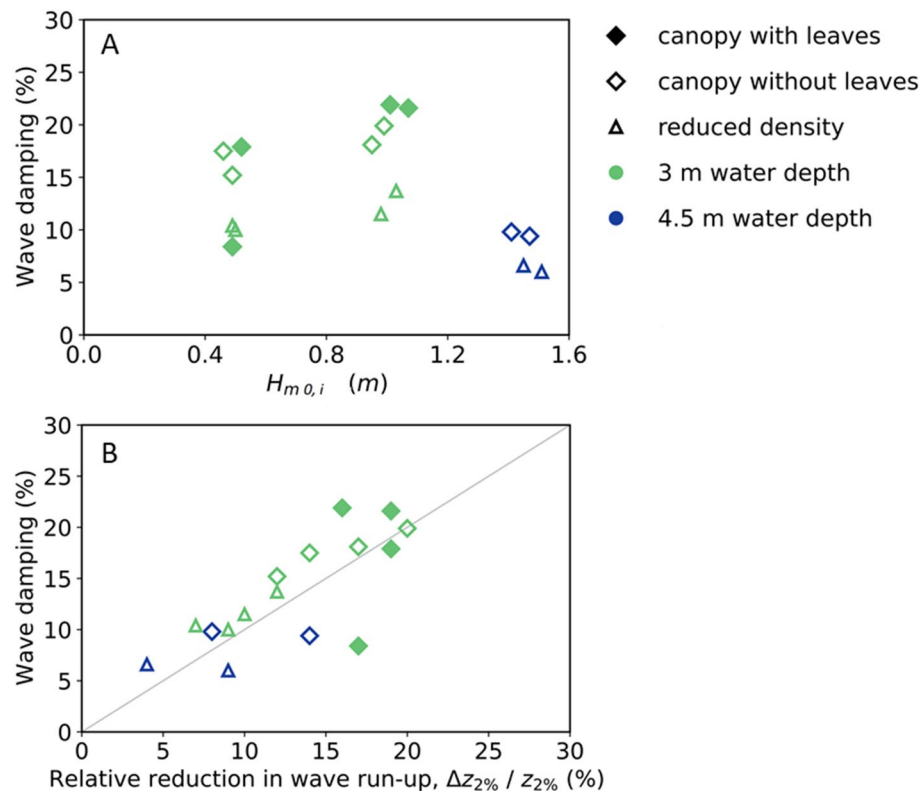 A
30
25
20
15
10
5
0
Wave damping (%)
0.0 0.4 0.8 1.2 1.6
H m 0, i (m)
canopy with leaves
canopy without leaves
reduced density
3 m water depth
4.5 m water depth
B
30
25
20
15
10
5
0
Wave damping (%)
0 5 10 15 20 25 30
Relative reduction in wave run-up, Δz2% / z2% (%)